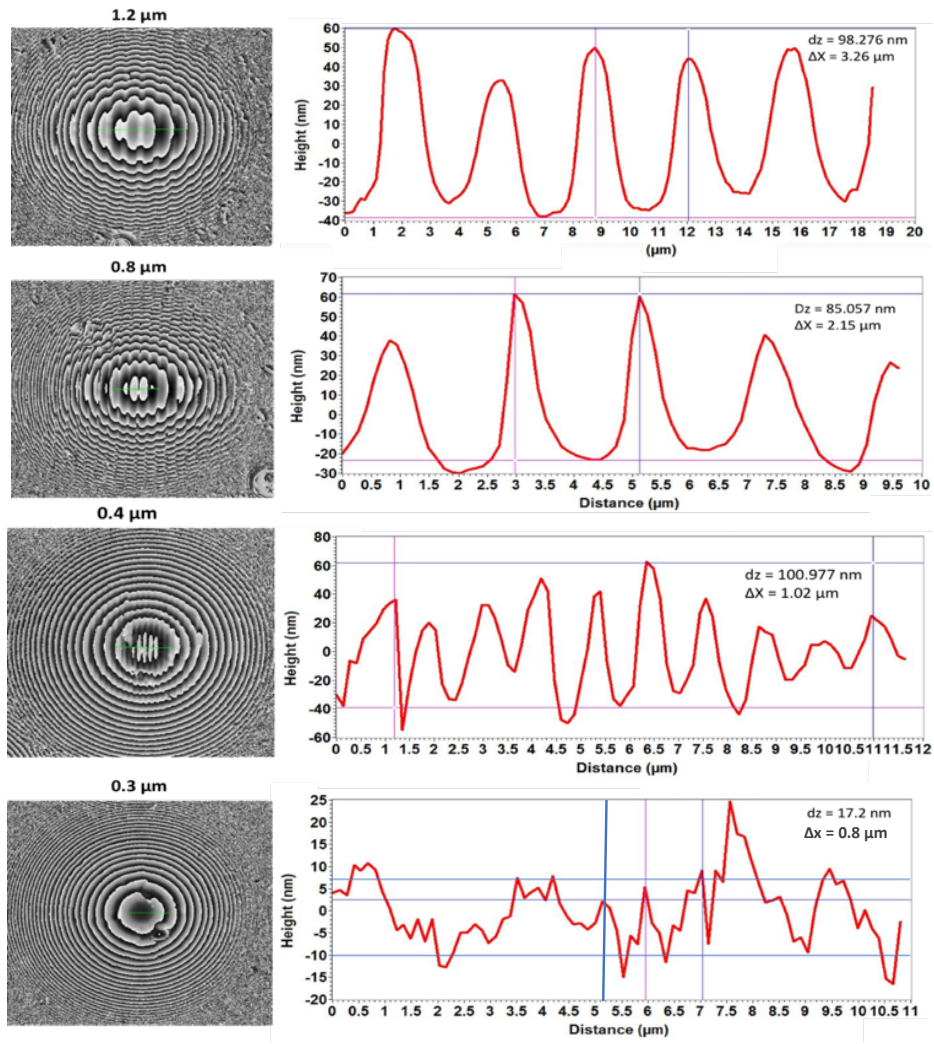 1.2 µm
60
50
40
30
20
10
0
-10
-20
-30
-40
Height (nm)
dz = 98.276 nm
ΔX = 3.26 µm
0 1 2 3 4 5 6 7 8 9 10 11 12 13 14 15 16 17 18 19 20
(µm)
0.8 µm
70
60
50
40
30
20
10
0
-10
-20
-30
Height (nm)
Dz = 85.057 nm
ΔX = 2.15 µm
0 0.5 1 1.5 2 2.5 3 3.5 4 4.5 5 5.5 6 6.5 7 7.5 8 8.5 9 9.5 10
Distance (µm)
0.4 µm
80
60
40
20
0
-20
-40
-60
Height (nm)
dz = 100.977 nm
ΔX = 1.02 µm
0 0.5 1 1.5 2 2.5 3 3.5 4 4.5 5 5.5 6 6.5 7 7.5 8 8.5 9 9.5 10 10.5 11 11.5 12
Distance (µm)
0.3 µm
25
20
15
10
5
0
-5
-10
-15
-20
Height (nm)
dz = 17.2 nm
Δx = 0.8 µm
0 0.5 1 1.5 2 2.5 3 3.5 4 4.5 5 5.5 6 6.5 7 7.5 8 8.5 9 9.5 10 10.5 11
Distance (µm)